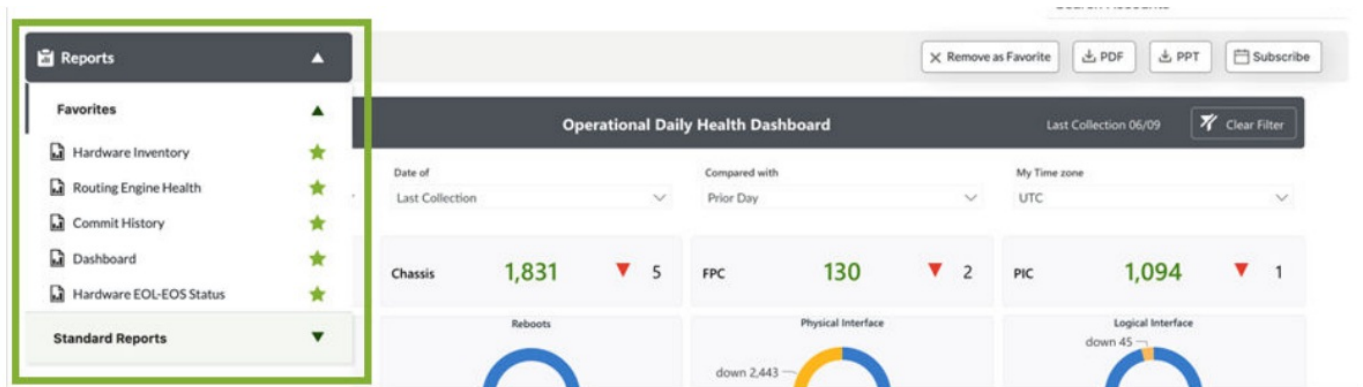 Reports
Remove as Favorite
PDF
PPT
Subscribe
Favorites
Hardware Inventory
Routing Engine Health
Commit History
Dashboard
Hardware EOL-EOS Status
Standard Reports
Operational Daily Health Dashboard
Last Collection 06/09
Clear Filter
Date of
Compared with
My Time zone
Last Collection
Prior Day
UTC
Chassis 1,831 5
FPC 130 2
PIC 1,094 1
Reboots
Physical Interface
down 2,443
Logical Interface
down 45